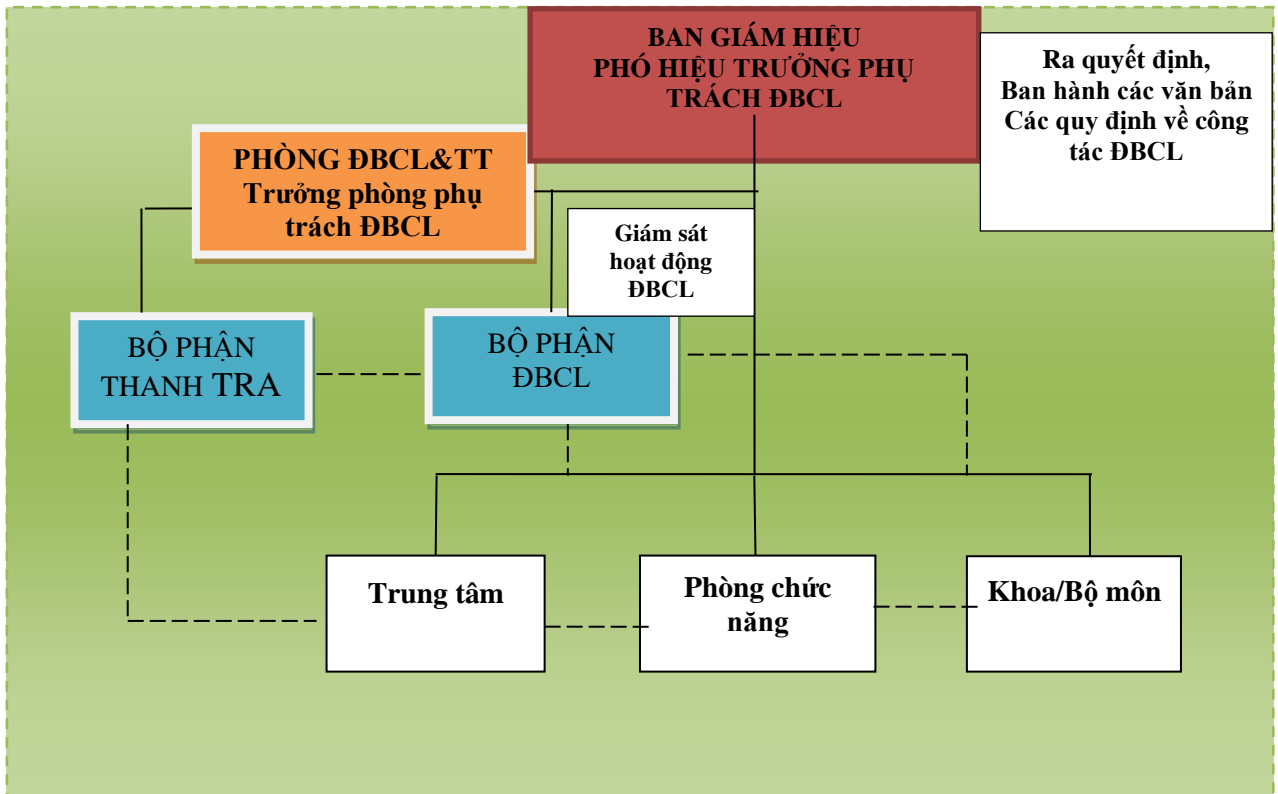 BAN GIÁM HIỆU
PHÓ HIỆU TRƯỞNG PHỤ
TRÁCH ĐBCL
Ra quyết định,
Ban hành các văn bản
Các quy định về công
tác ĐBCL
PHÒNG ĐBCL&TT
Trưởng phòng phụ
trách ĐBCL
Giám sát
hoạt động
ĐBCL
BỘ PHẬN
THANH TRA
BỘ PHẬN
ĐBCL
Trung tâm
Phòng chức
năng
Khoa/Bộ môn